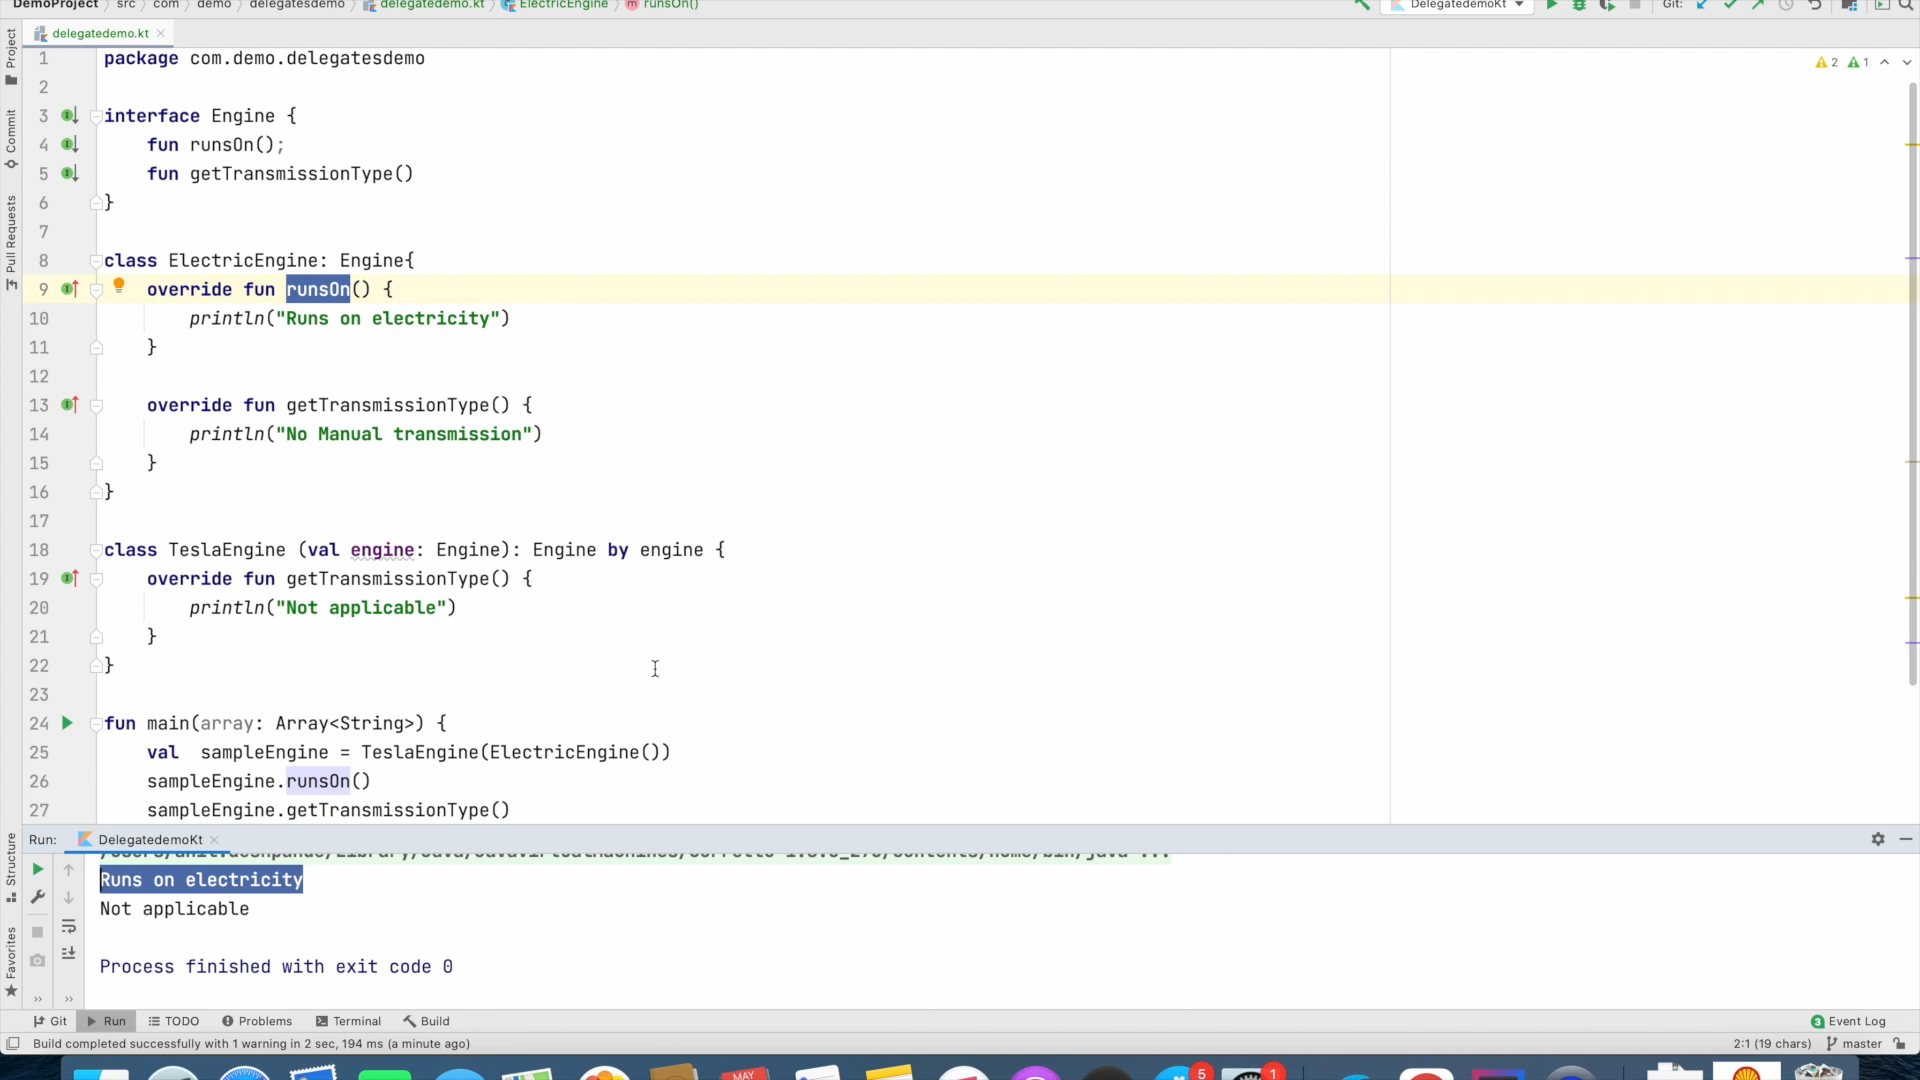 DemoProject src com demo delegatesdemo delegatedemo.kt ElectricEngine runsOn() DelegatedemoKt Git:
delegatedemo.kt
2 1
1 package com.demo.delegatesdemo
2
3 interface Engine {
4 fun runsOn();
5 fun getTransmissionType()
6 }
7
8 class ElectricEngine: Engine{
9 override fun runsOn() {
10 println("Runs on electricity")
11 }
12
13 override fun getTransmissionType() {
14 println("No Manual transmission")
15 }
16 }
17
18 class TeslaEngine (val engine: Engine): Engine by engine {
19 override fun getTransmissionType() {
20 println("Not applicable")
21 }
22 }
23
24 fun main(array: Array<String>) {
25 val sampleEngine = TeslaEngine(ElectricEngine())
26 sampleEngine.runsOn()
27 sampleEngine.getTransmissionType()
Project
Commit
Pull Requests
Structure
Favorites
Run: DelegatedemoKt
Runs on electricity
Not applicable
Process finished with exit code 0
Git Run TODO Problems Terminal Build 3 Event Log
Build completed successfully with 1 warning in 2 sec, 194 ms (a minute ago) 2:1 (19 chars) master
MAY 5 1